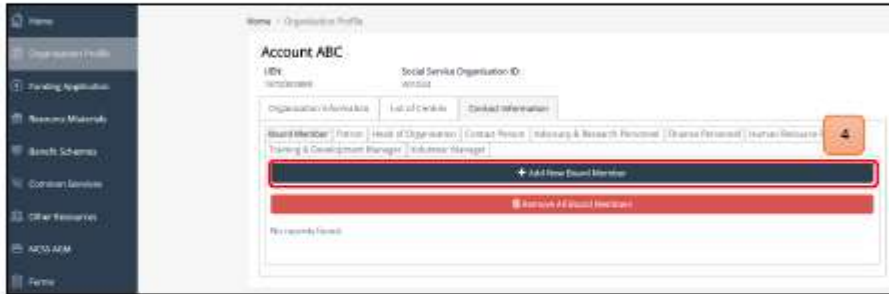 Home
Home > Organisation Profile
Organisation Profile
Account ABC
UEN:
Social Service Organisation ID:
Funding Application
Organisation Information
List of Centres
Contact Information
Resource Materials
Board Member
Patron
Head of Organisation
Contact Person
Advisory & Research Personnel
Finance Personnel
Human Resource
4
Training & Development Manager
Volunteer Manager
Benefit Schemes
+ Add New Board Member
Common Services
Remove All Board Members
Other Resources
No records found.
NCSS AGM
Forms